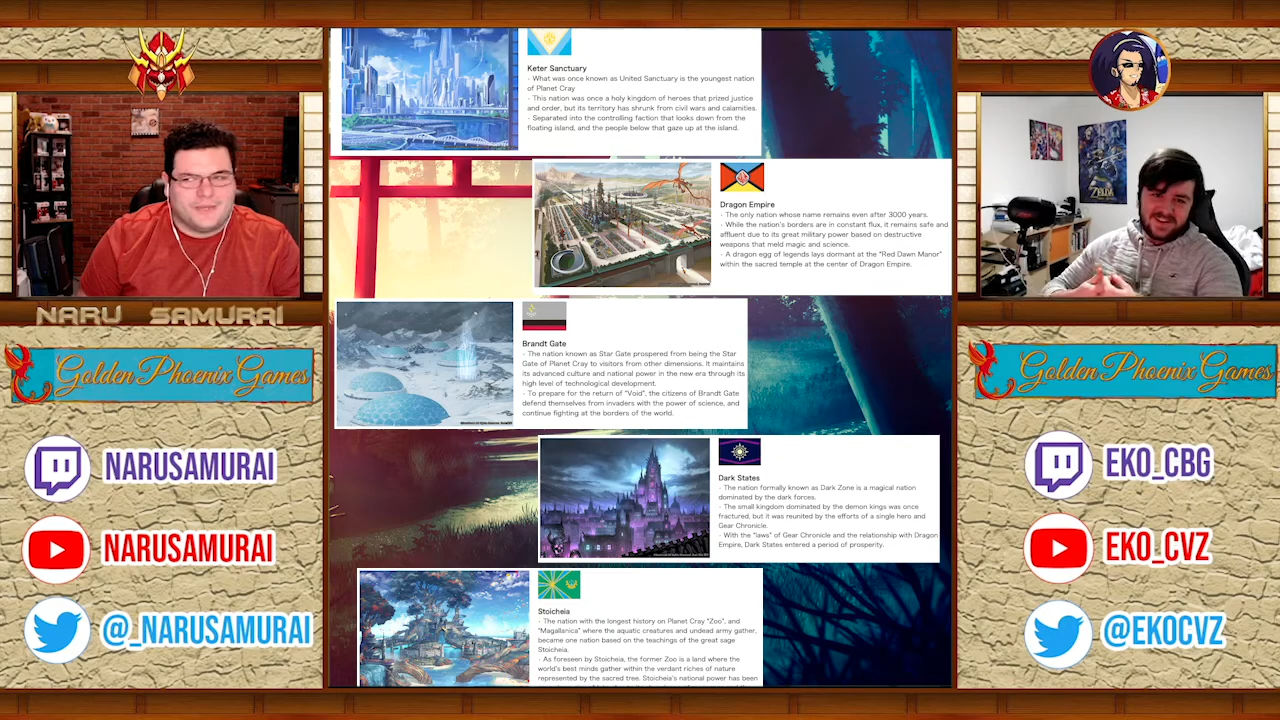 Keter Sanctuary
- What was once known as United Sanctuary is the youngest nation
of Planet Cray
- This nation was once a holy kingdom of heroes that prized justice
and order, but its territory has shrunk from civil wars and calamities.
- Separated into the controlling faction that looks down from the
floating island, and the people below that gaze up at the island.
Dragon Empire
- The only nation whose name remains even after 3000 years.
- While the nation's borders are in constant flux, it remains safe and
affluent due to its great military power based on destructive
weapons that meld magic and science.
- A dragon egg of legends lays dormant at the "Red Dawn Manor"
within the sacred temple at the center of Dragon Empire.
Brandt Gate
- The nation known as Star Gate prospered from being the Star
Gate of Planet Cray to visitors from other dimensions. It maintains
its advanced culture and national power in the new era through its
high level of technological development.
- To prepare for the return of "Void", the citizens of Brandt Gate
defend themselves from invaders with the power of science, and
continue fighting at the borders of the world.
Dark States
- The nation formally known as Dark Zone is a magical nation
dominated by the dark forces.
- The small kingdom dominated by the demon kings was once
fractured, but it was reunited by the efforts of a single hero and
Gear Chronicle.
- With the "laws" of Gear Chronicle and the relationship with Dragon
Empire, Dark States entered a period of prosperity.
Stoicheia
- The nation with the longest history on Planet Cray "Zoo", and
"Magallanica" where the aquatic creatures and undead army gather,
became one nation based on the teachings of the great sage
Stoicheia.
- As foreseen by Stoicheia, the former Zoo is a land where the
world's best minds gather within the verdant riches of nature
represented by the sacred tree. Stoicheia's national power has been
NARU SAMURAI
Golden Phoenix Games
NARUSAMURAI
NARUSAMURAI
@_NARUSAMURAI
ZELDA
Golden Phoenix Games
EKO_CBG
EKO_CVZ
@EKOCVZ